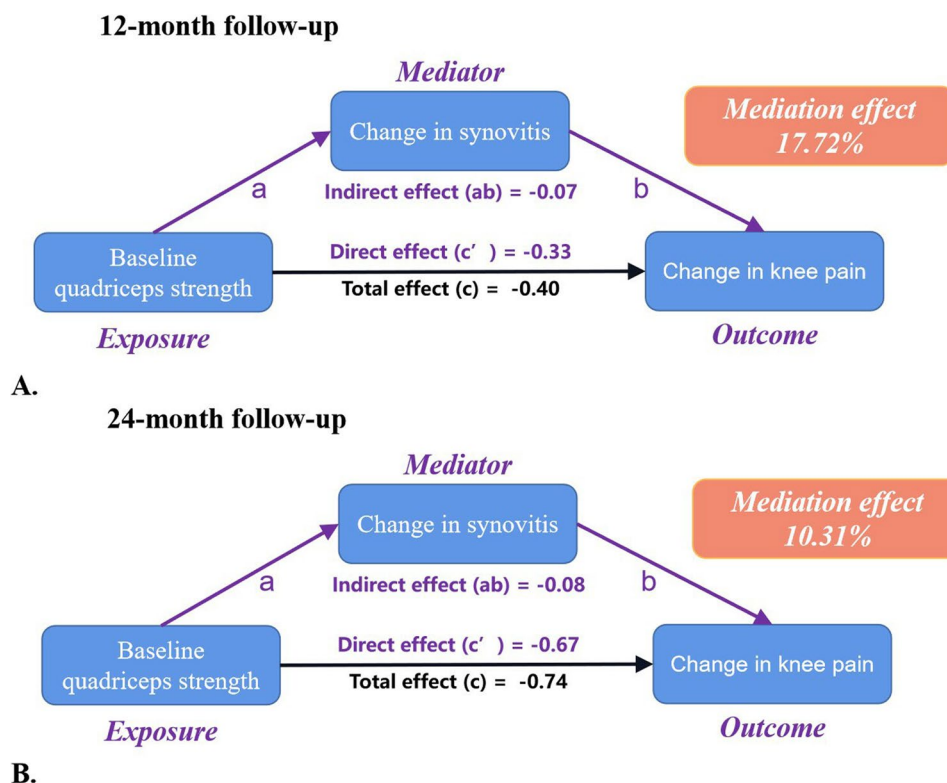 12-month follow-up
Mediator
Change in synovitis
Mediation effect
17.72%
a
Indirect effect (ab) = -0.07
b
Baseline
quadriceps strength
Direct effect (c′ ) = -0.33
Total effect (c) = -0.40
Change in knee pain
Exposure
Outcome
A.
24-month follow-up
Mediator
Change in synovitis
Mediation effect
10.31%
a
Indirect effect (ab) = -0.08
b
Baseline
quadriceps strength
Direct effect (c′ ) = -0.67
Total effect (c) = -0.74
Change in knee pain
Exposure
Outcome
B.